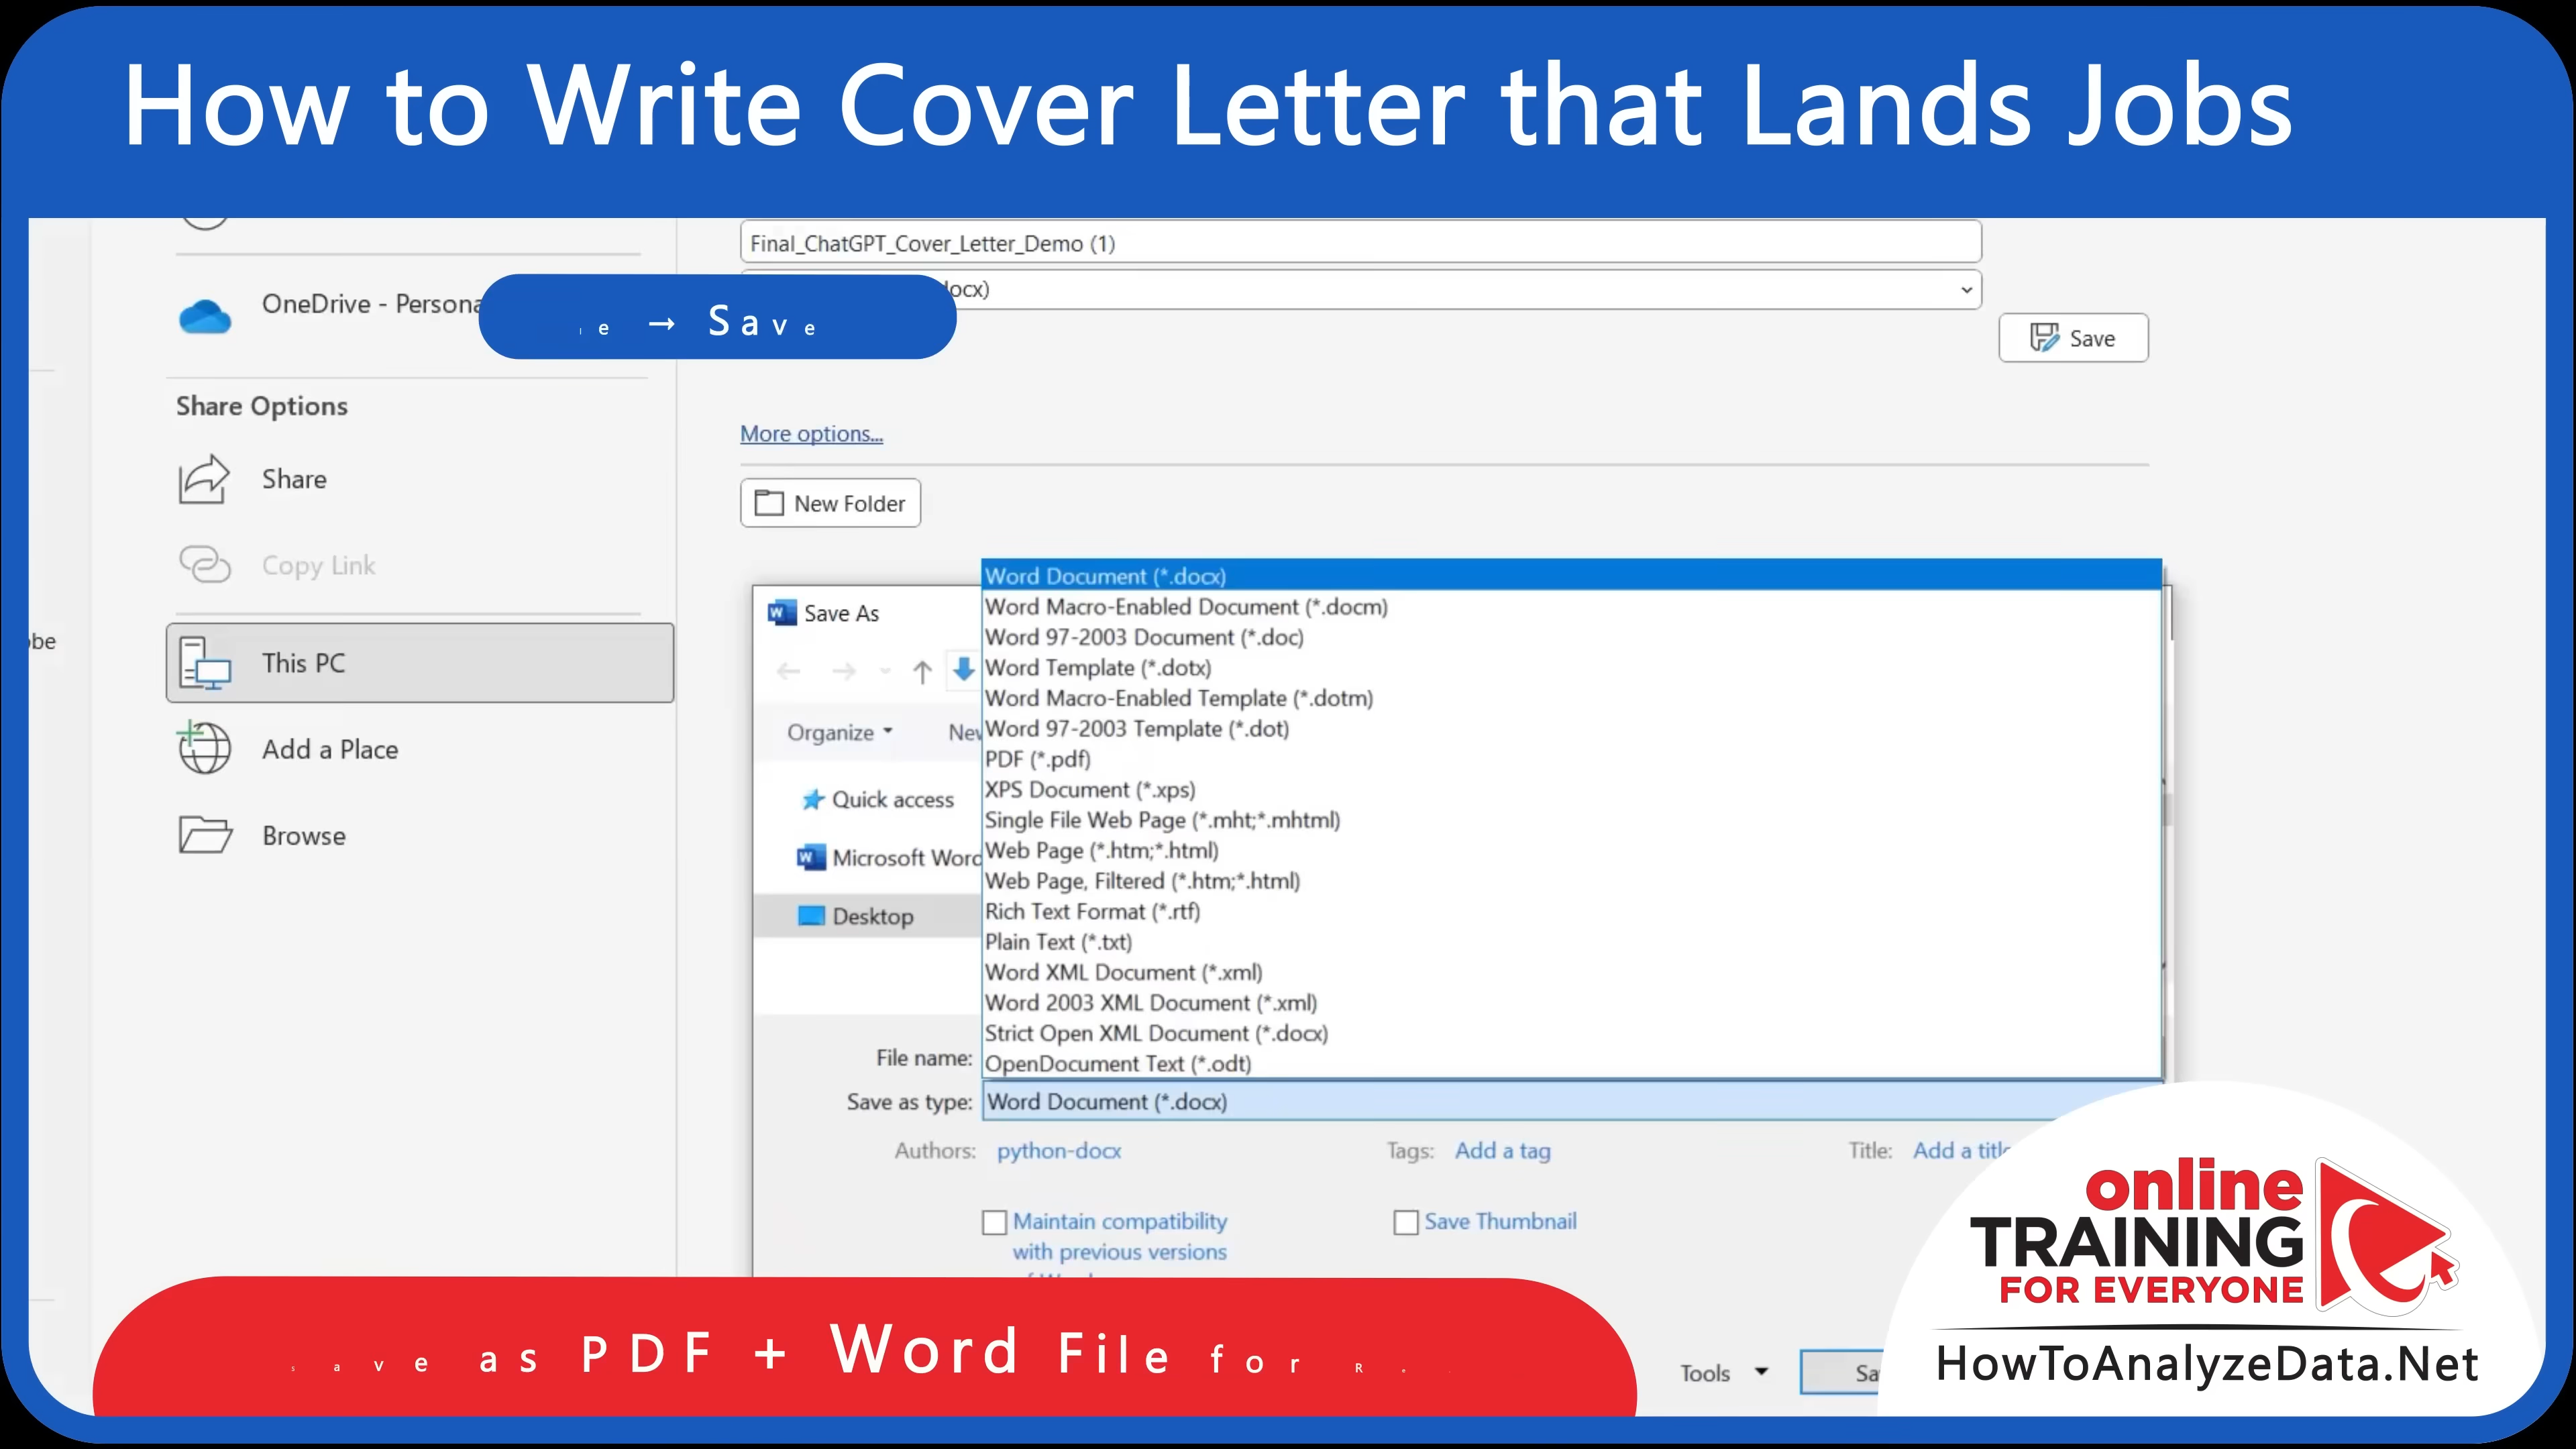 How to Write Cover Letter that Lands Jobs
Final_ChatGPT_Cover_Letter_Demo (1)
OneDrive -
ocx)
e → Save
Save
Share Options
More options...
Share
New Folder
Copy Link
Word Document (*.docx)
Save As
Word Macro-Enabled Document (*.docm)
Word 97-2003 Document (*.doc)
This PC
Word Template (*.dotx)
Word Macro-Enabled Template (*.dotm)
Organize
Word 97-2003 Template (*.dot)
Add a Place
PDF (*.pdf)
Quick access
XPS Document (*.xps)
Single File Web Page (*.mht;*.mhtml)
Browse
Microsoft Word
Web Page (*.htm;*.html)
Web Page, Filtered (*.htm;*.html)
Desktop
Rich Text Format (*.rtf)
Plain Text (*.txt)
Word XML Document (*.xml)
Word 2003 XML Document (*.xml)
Strict Open XML Document (*.docx)
File name:
OpenDocument Text (*.odt)
Save as type: Word Document (*.docx)
Authors: python-docx Tags: Add a tag Title: Add a title
Maintain compatibility
with previous versions
Save Thumbnail
save as PDF + Word File for
Tools
online
TRAINING
FOR EVERYONE
HowToAnalyzeData.Net